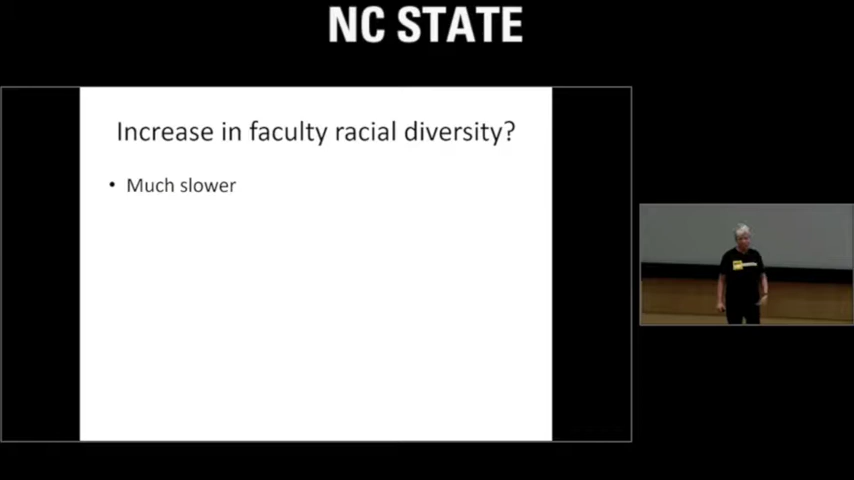 NC STATE
Increase in faculty racial diversity?
• Much slower